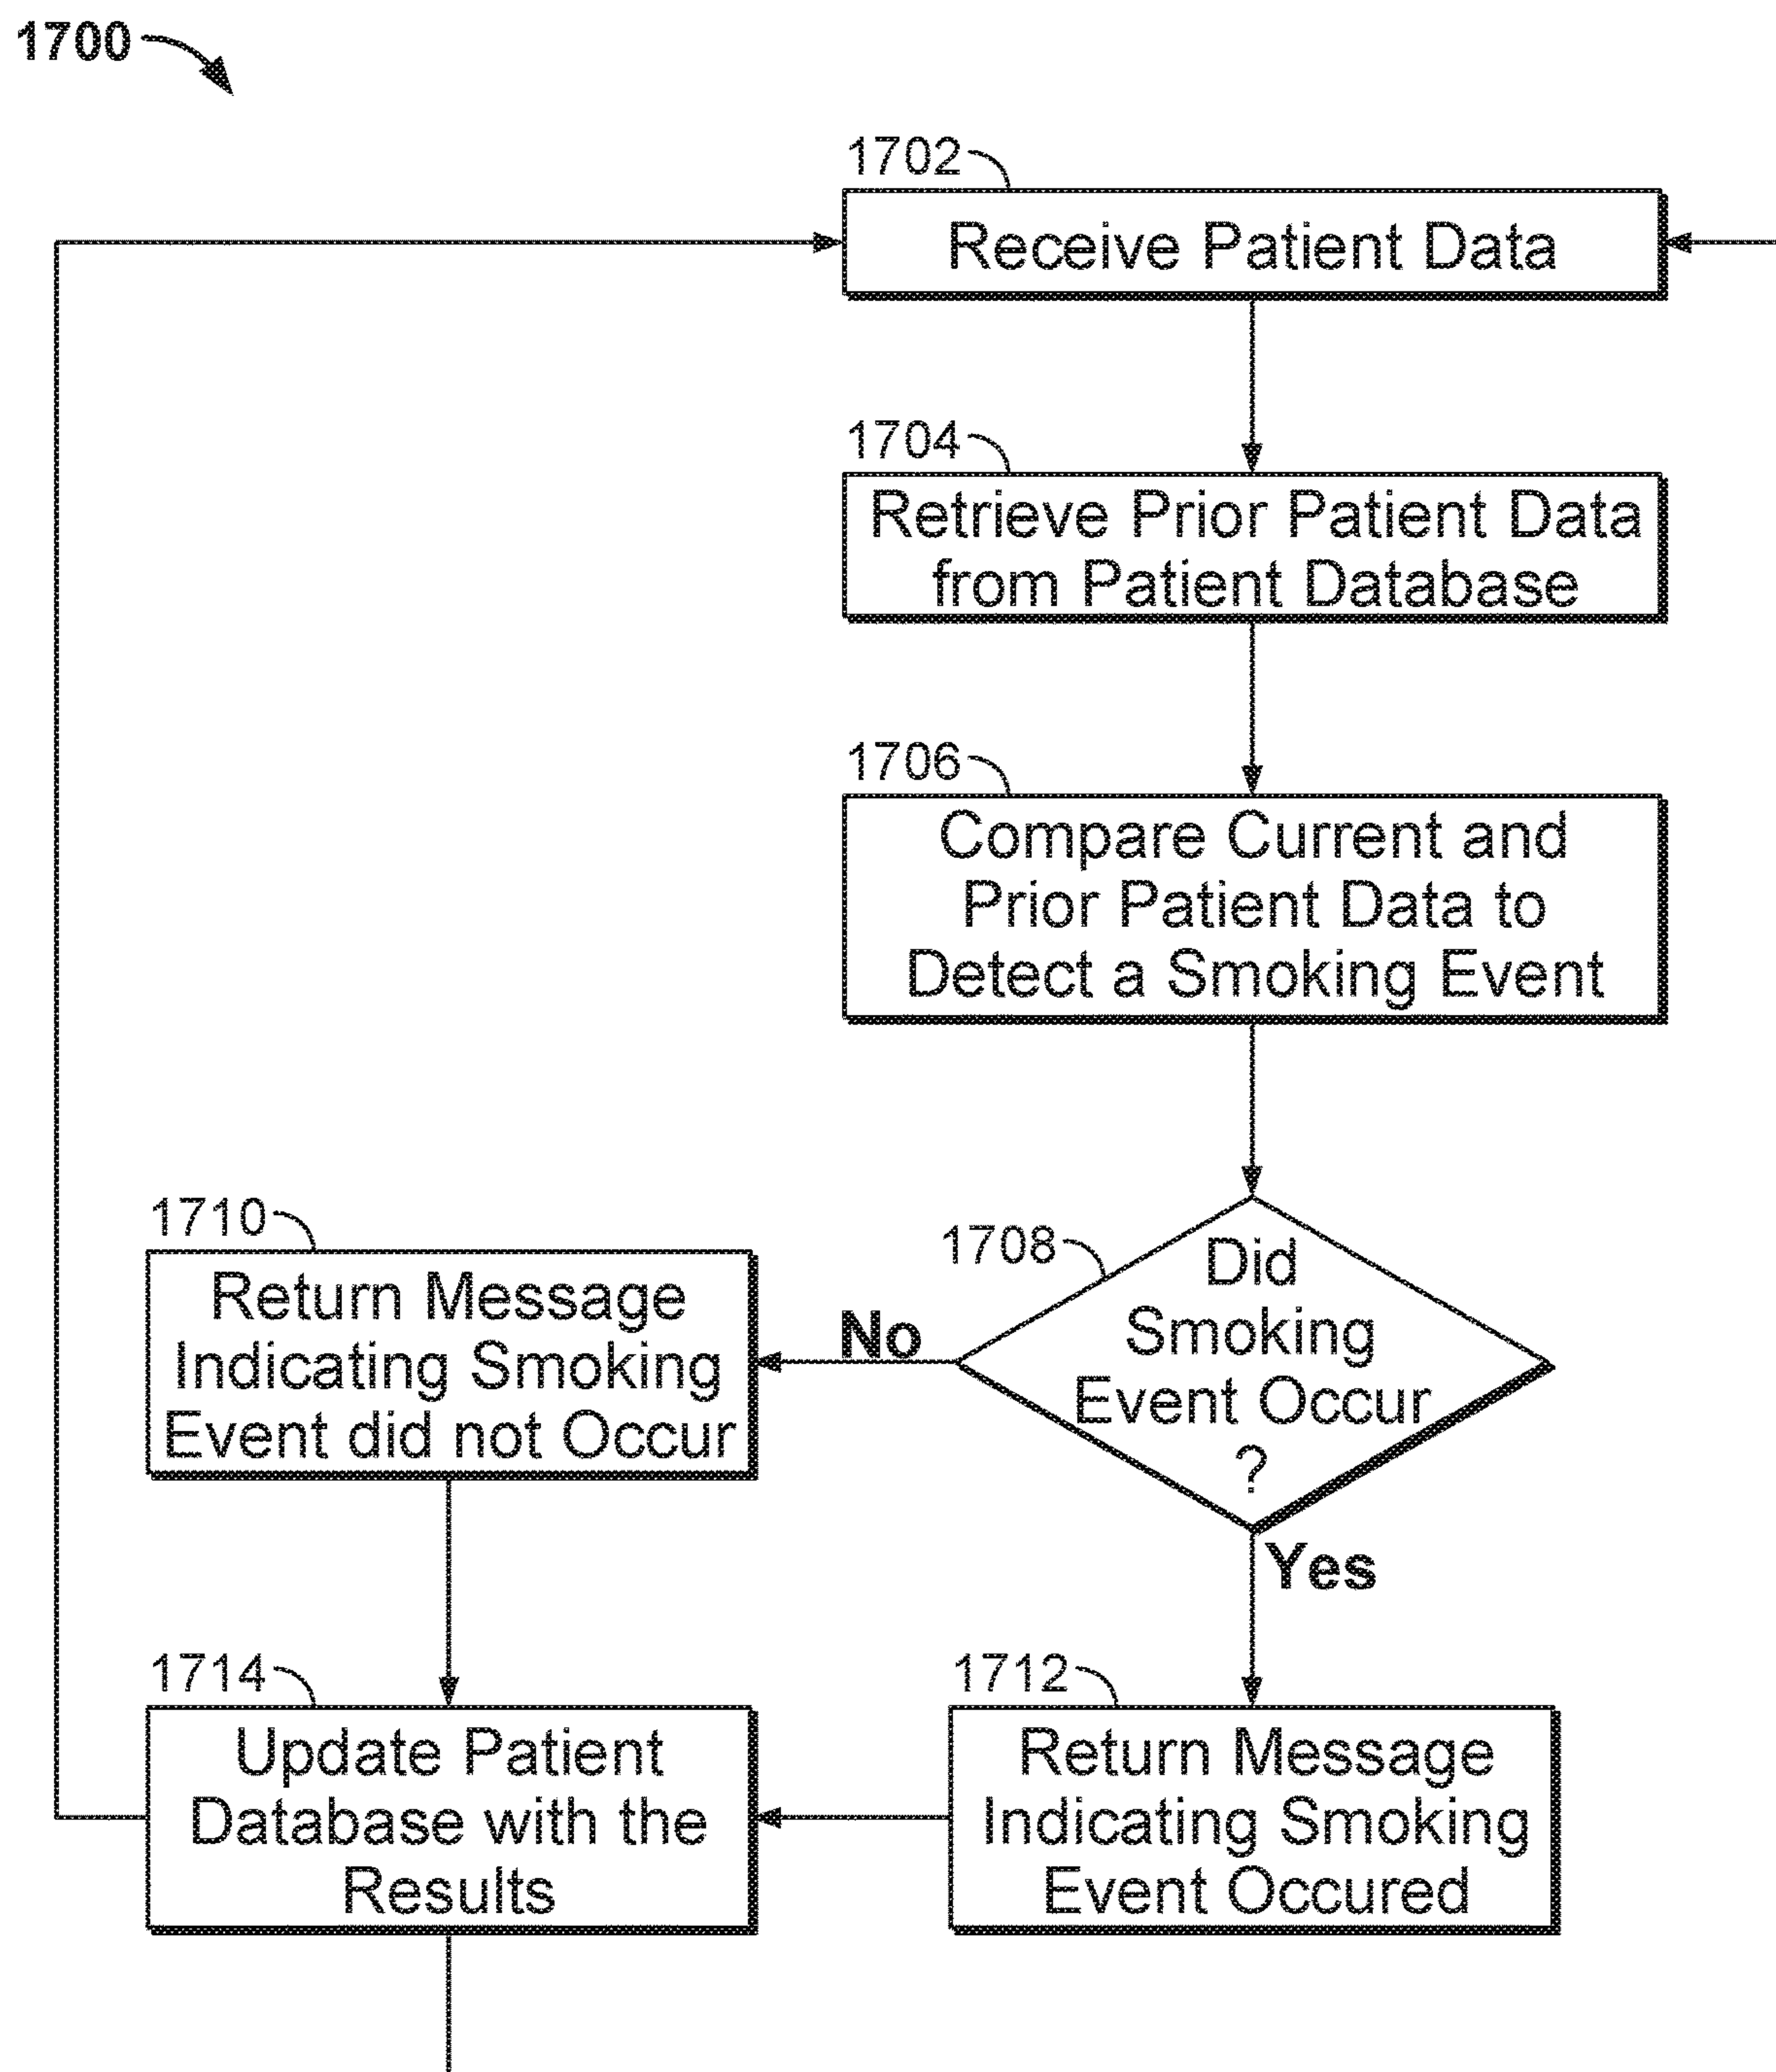 1700
1702
Receive Patient Data
1704
Retrieve Prior Patient Data
from Patient Database
1706
Compare Current and
Prior Patient Data to
Detect a Smoking Event
1708
Did
Smoking
Event Occur
?
No
Yes
1710
Return Message
Indicating Smoking
Event did not Occur
1712
Return Message
Indicating Smoking
Event Occured
1714
Update Patient
Database with the
Results